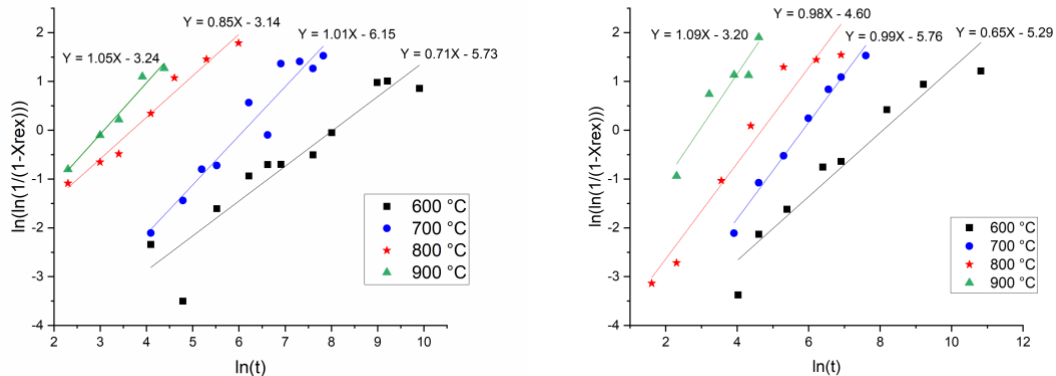 Y = 0.85X - 3.14
Y = 1.05X - 3.24
Y = 1.01X - 6.15
Y = 0.71X - 5.73
ln(ln(1/(1-Xrex)))
2
1
0
-1
-2
-3
-4
600 °C
700 °C
800 °C
900 °C
2 3 4 5 6 7 8 9 10
ln(t)
Y = 0.98X - 4.60
Y = 1.09X - 3.20
Y = 0.99X - 5.76
Y = 0.65X - 5.29
ln(ln(1/(1-Xrex)))
2
1
0
-1
-2
-3
-4
600 °C
700 °C
800 °C
900 °C
0 2 4 6 8 10 12
ln(t)